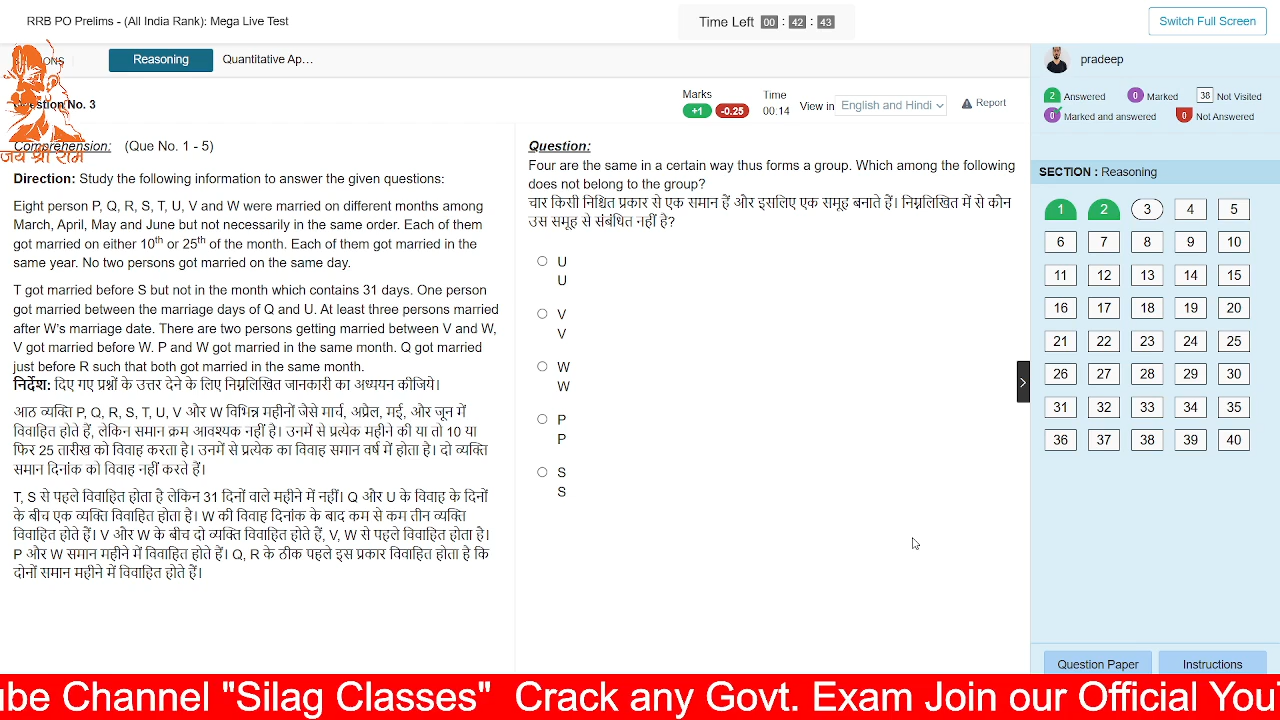 RRB PO Prelims - (All India Rank): Mega Live Test
Time Left 00 : 42 : 43
Switch Full Screen
Reasoning
Quantitative Ap...
pradeep
Question No. 3
Marks
+1 -0.25
Time
00:14
View in English and Hindi
Report
2 Answered
0 Marked
38 Not Visited
0 Marked and answered
0 Not Answered
जय श्री राम
Comprehension: (Que No. 1 - 5)
Direction: Study the following information to answer the given questions:
Eight person P, Q, R, S, T, U, V and W were married on different months among
March, April, May and June but not necessarily in the same order. Each of them
got married on either 10th or 25th of the month. Each of them got married in the
same year. No two persons got married on the same day.
T got married before S but not in the month which contains 31 days. One person
got married between the marriage days of Q and U. At least three persons married
after W's marriage date. There are two persons getting married between V and W,
V got married before W. P and W got married in the same month. Q got married
just before R such that both got married in the same month.
निर्देश: दिए गए प्रश्नों के उत्तर देने के लिए निम्नलिखित जानकारी का अध्ययन कीजिये।
आठ व्यक्ति P, Q, R, S, T, U, V और W विभिन्न महीनों जैसे मार्च, अप्रैल, मई, और जून में
विवाहित होते हैं, लेकिन समान क्रम आवश्यक नहीं है। उनमें से प्रत्येक महीने की या तो 10 या
फिर 25 तारीख को विवाह करता है। उनमें से प्रत्येक का विवाह समान वर्ष में होता है। दो व्यक्ति
समान दिनांक को विवाह नहीं करते हैं।
T, S से पहले विवाहित होता है लेकिन 31 दिनों वाले महीने में नहीं। Q और U के विवाह के दिनों
के बीच एक व्यक्ति विवाहित होता है। W की विवाह दिनांक के बाद कम से कम तीन व्यक्ति
विवाहित होते हैं। V और W के बीच दो व्यक्ति विवाहित होते हैं, V, W से पहले विवाहित होता है।
P और W समान महीने में विवाहित होते हैं। Q, R के ठीक पहले इस प्रकार विवाहित होता है कि
दोनों समान महीने में विवाहित होते हैं।
Question:
Four are the same in a certain way thus forms a group. Which among the following
does not belong to the group?
चार किसी निश्चित प्रकार से एक समान हैं और इसलिए एक समूह बनाते हैं। निम्नलिखित में से कौन
उस समूह से संबंधित नहीं है?
U
U
V
V
W
W
P
P
S
S
SECTION : Reasoning
1 2 3 4 5
6 7 8 9 10
11 12 13 14 15
16 17 18 19 20
21 22 23 24 25
26 27 28 29 30
31 32 33 34 35
36 37 38 39 40
Question Paper
Instructions
ube Channel "Silag Classes" Crack any Govt. Exam Join our Official You